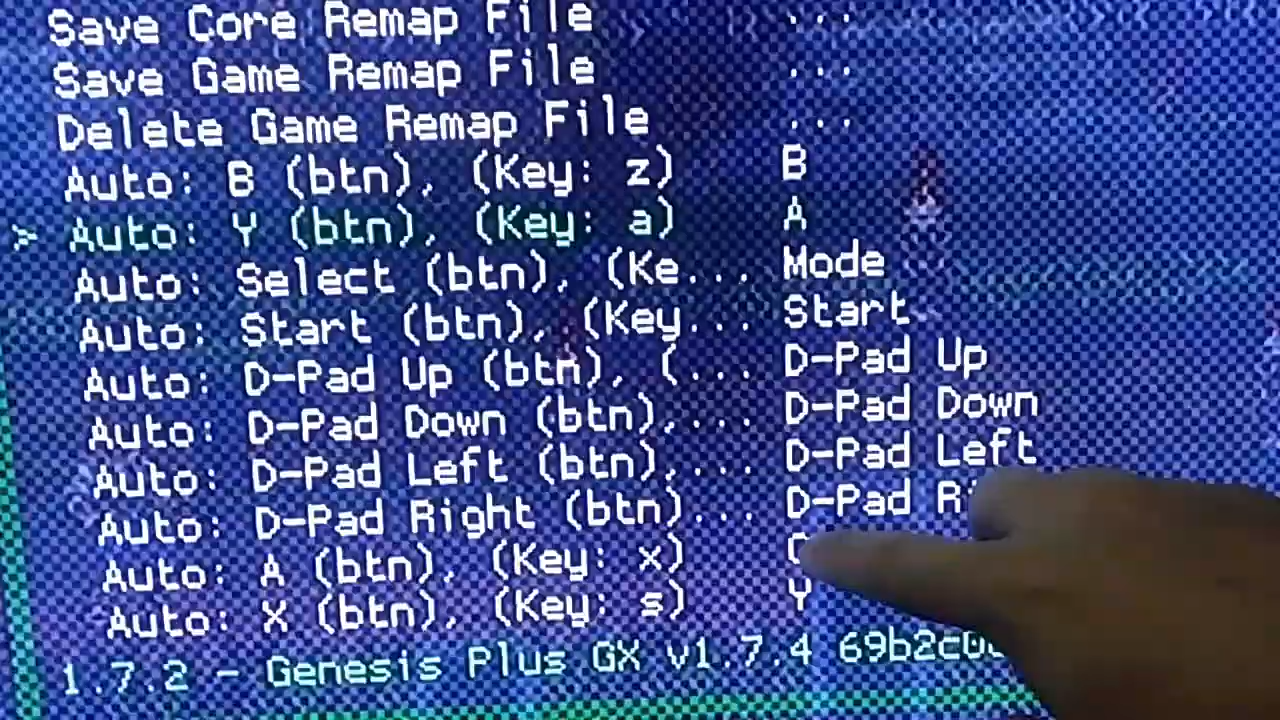 Save Core Remap File ...
Save Game Remap File ...
Delete Game Remap File ...
Auto: B (btn), (Key: z) B
> Auto: Y (btn), (Key: a) A
Auto: Select (btn), (Ke... Mode
Auto: Start (btn), (Key... Start
Auto: D-Pad Up (btn), (... D-Pad Up
Auto: D-Pad Down (btn),... D-Pad Down
Auto: D-Pad Left (btn),... D-Pad Left
Auto: D-Pad Right (btn)... D-Pad
Auto: A (btn), (Key: x) C
Auto: X (btn), (Key: s) Y
1.7.2 - Genesis Plus GX v1.7.4